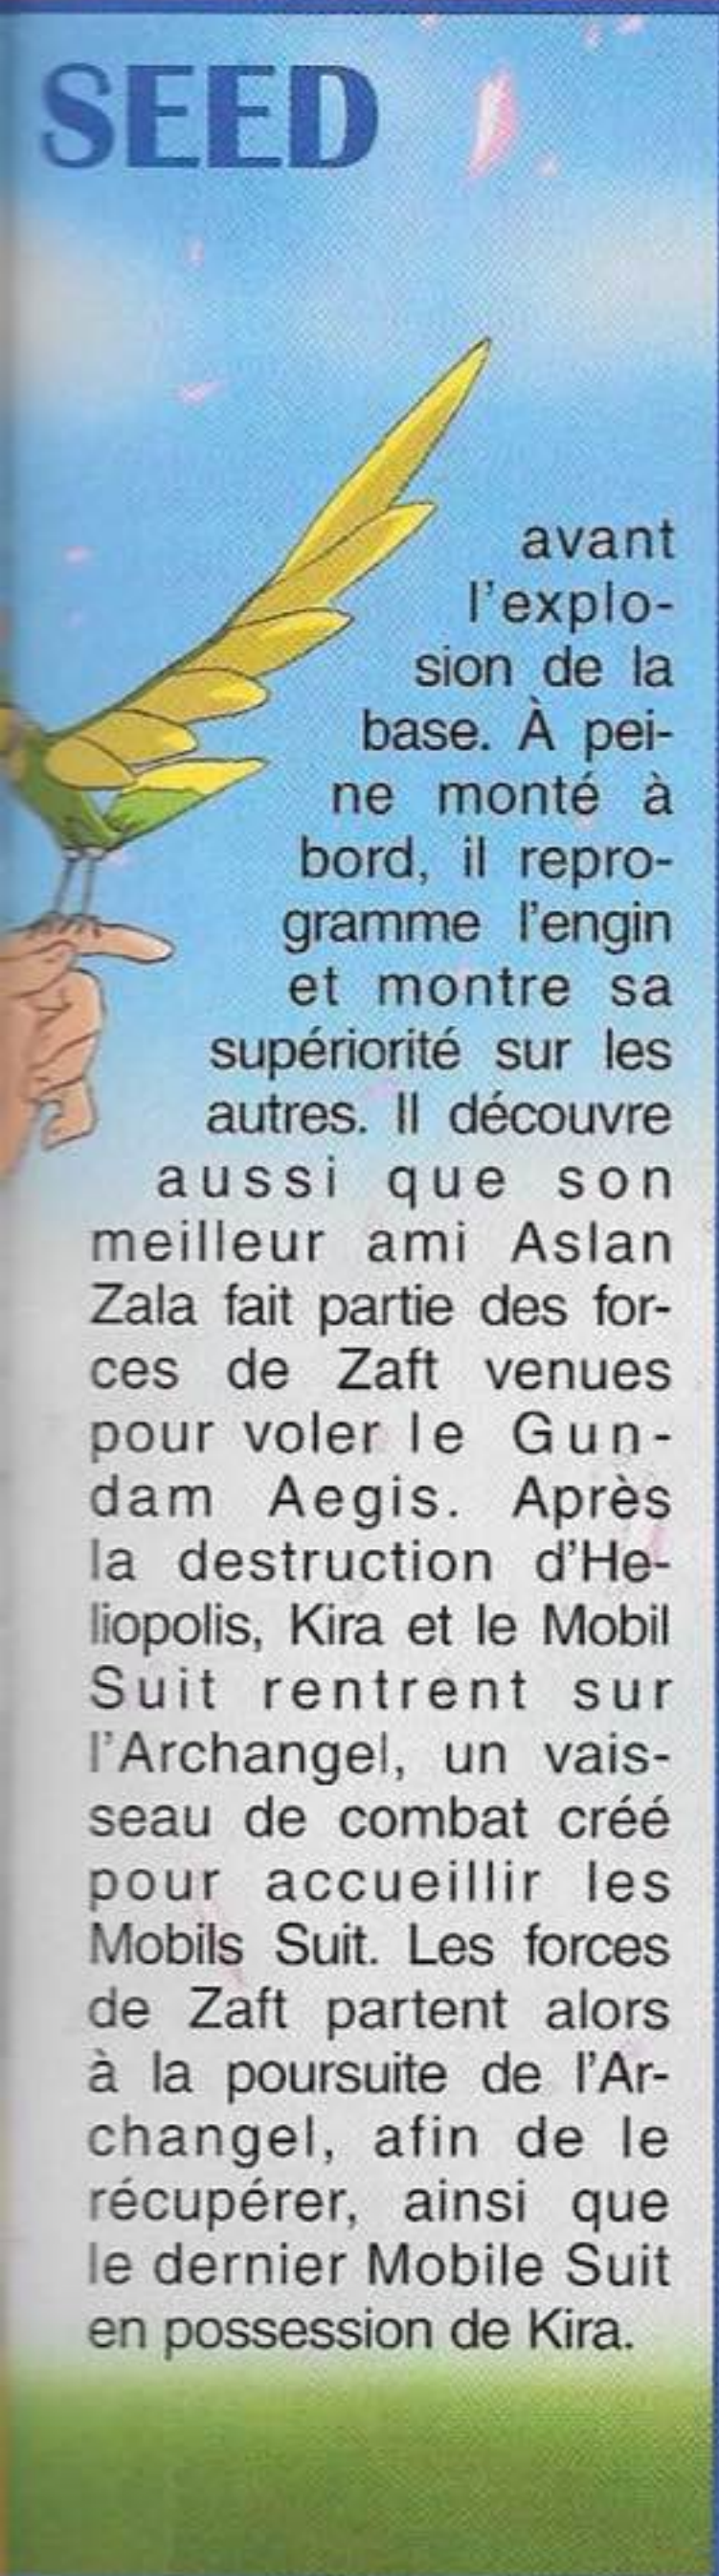 SEED
avant
l'explo-
sion de la
base. À pei-
ne monté à
bord, il repro-
gramme l'engin
et montre sa
supériorité sur les
autres. Il découvre
aussi que son
meilleur ami Aslan
Zala fait partie des for-
ces de Zaft venues
pour voler le Gun-
dam Aegis. Après
la destruction d'He-
liopolis, Kira et le Mobil
Suit rentrent sur
l'Archangel, un vais-
seau de combat créé
pour accueillir les
Mobils Suit. Les forces
de Zaft partent alors
à la poursuite de l'Ar-
changel, afin de le
récupérer, ainsi que
le dernier Mobile Suit
en possession de Kira.